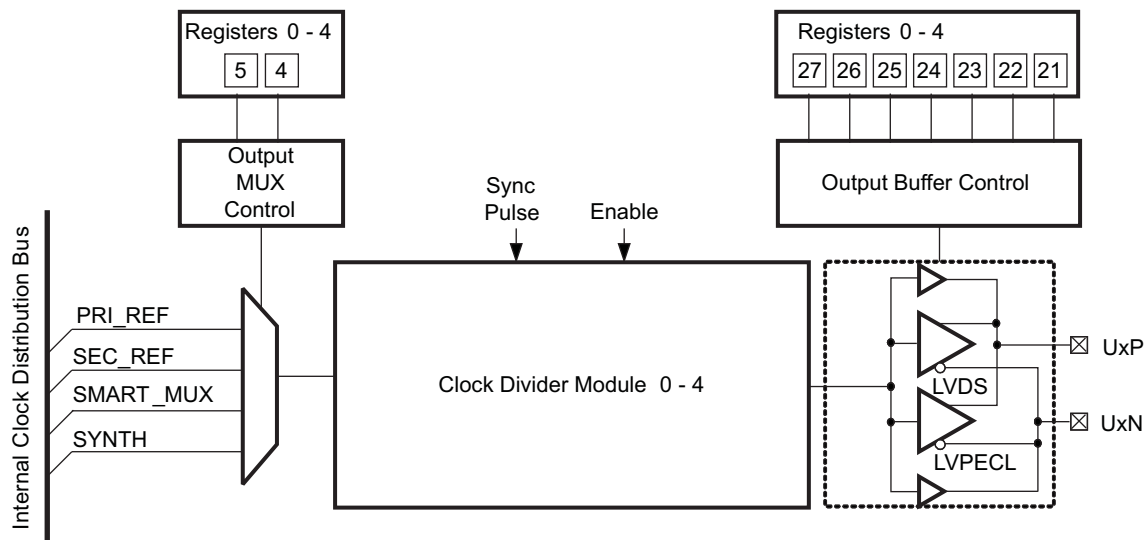 Registers 0 - 4
5 4
Registers 0 - 4
27 26 25 24 23 22 21
Output
MUX
Control
Output Buffer Control
Sync
Pulse
Enable
Internal Clock Distribution Bus
PRI_REF
SEC_REF
SMART_MUX
SYNTH
Clock Divider Module 0 - 4
LVDS
LVPECL
UxP
UxN